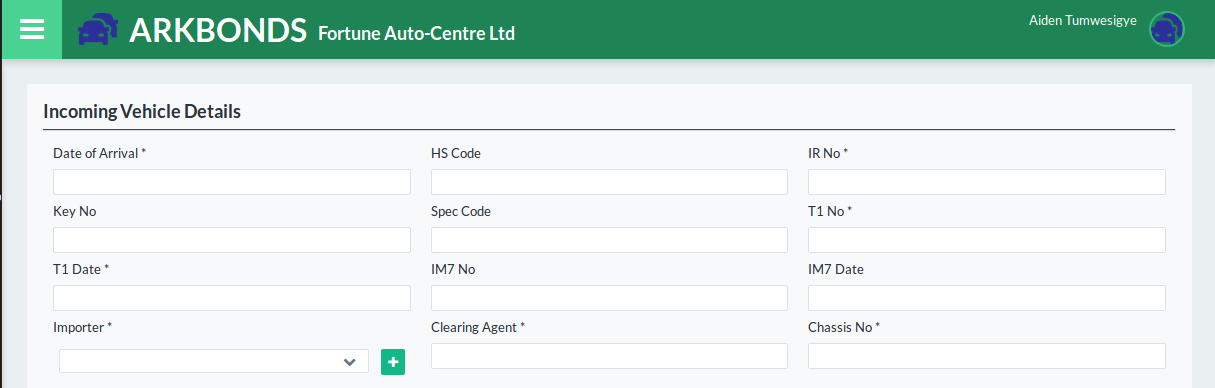 ARKBONDS Fortune Auto-Centre Ltd
Aiden Tumwesigye
Incoming Vehicle Details
Date of Arrival * HS Code IR No *
Key No Spec Code T1 No *
T1 Date * IM7 No IM7 Date
Importer * Clearing Agent * Chassis No *